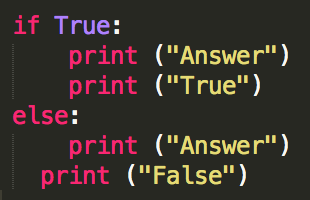 if True:
    print ("Answer")
    print ("True")
else:
    print ("Answer")
  print ("False")